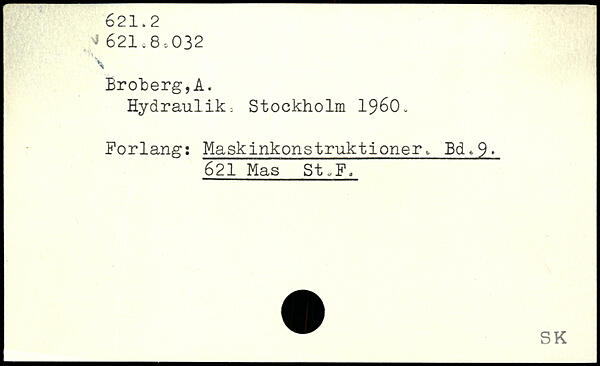 621.2
621.8.032
Broberg,A.
Hydraulik. Stockholm 1960.
Forlang: Maskinkonstruktioner. Bd.9.
621 Mas St.F.
SK